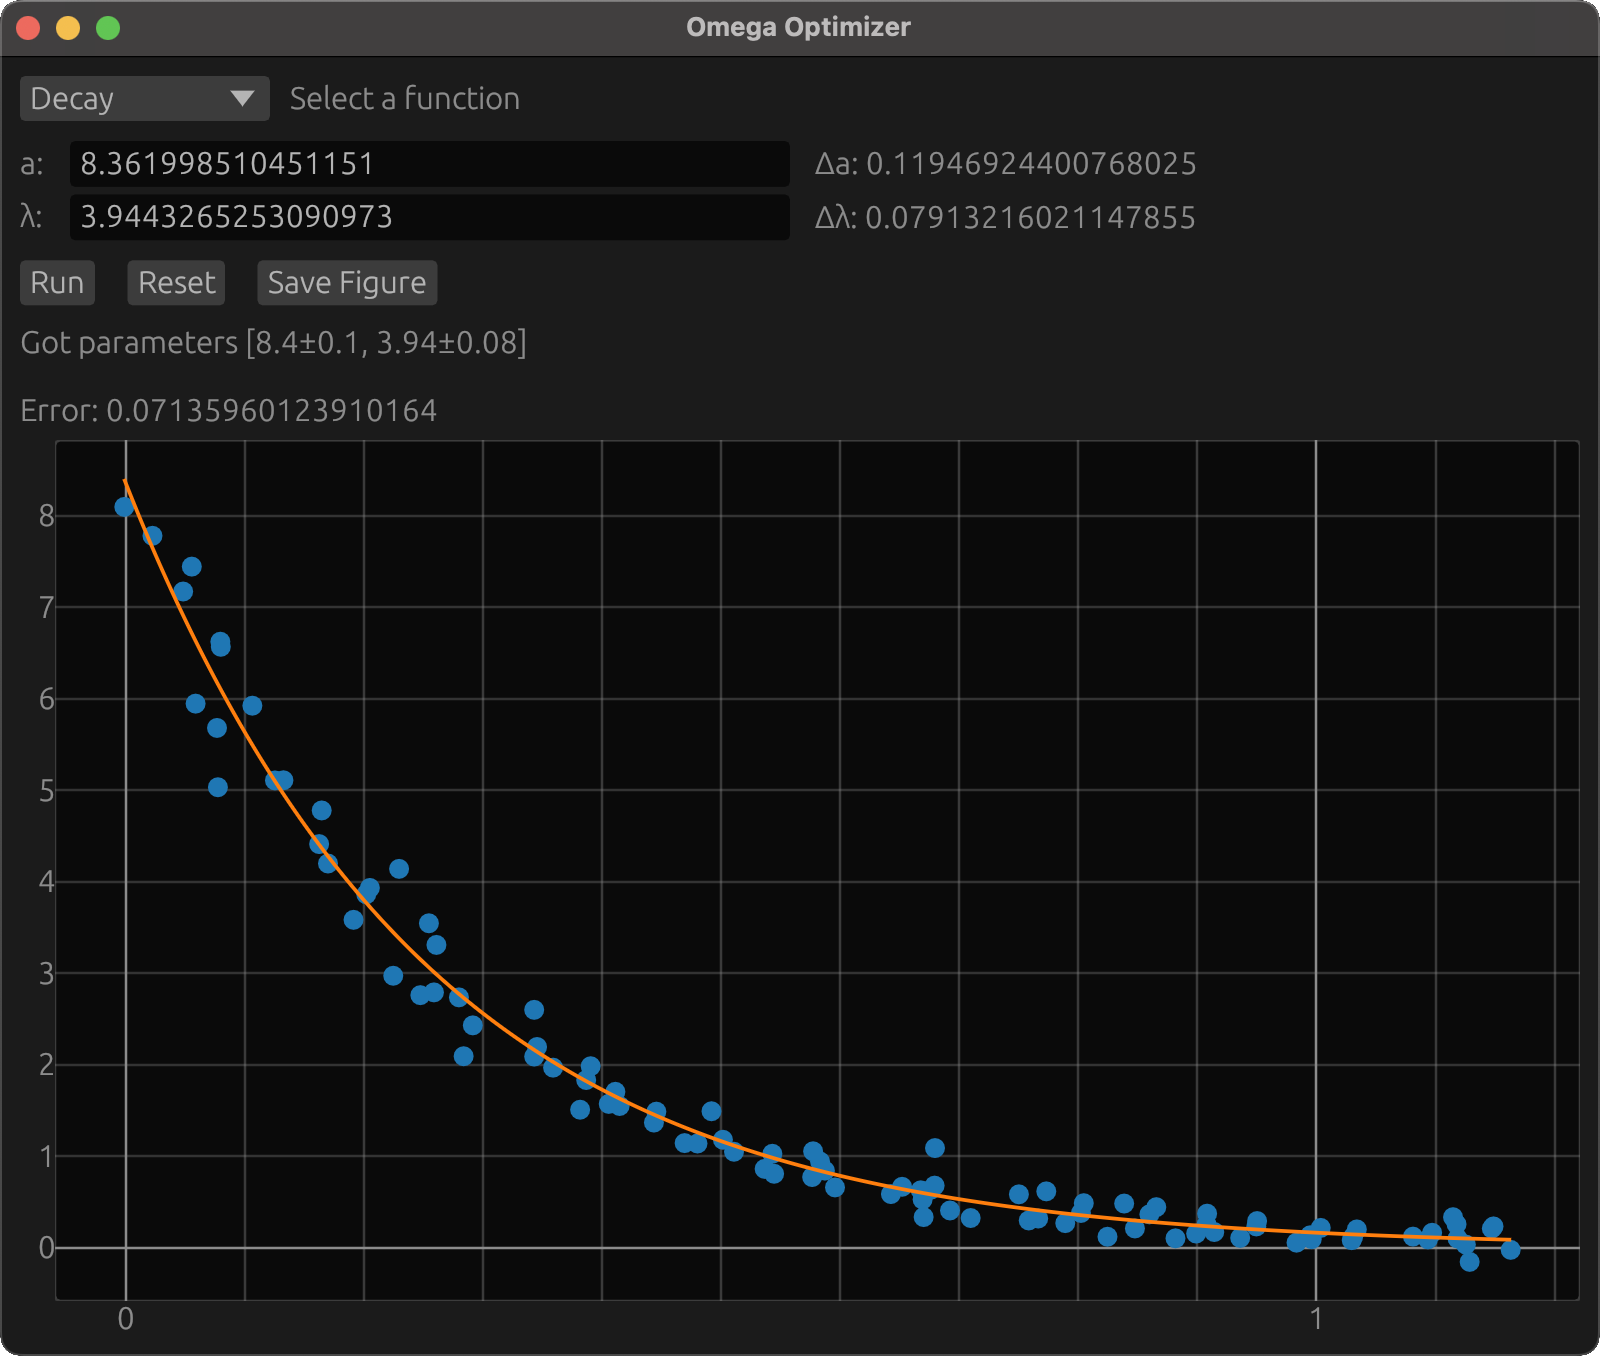 Omega Optimizer
Decay Select a function
a: 8.361998510451151 Δa: 0.11946924400768025
λ: 3.9443265253090973 Δλ: 0.07913216021147855
Run Reset Save Figure
Got parameters [8.4±0.1, 3.94±0.08]
Error: 0.07135960123910164
8
7
6
5
4
3
2
1
0
0 1